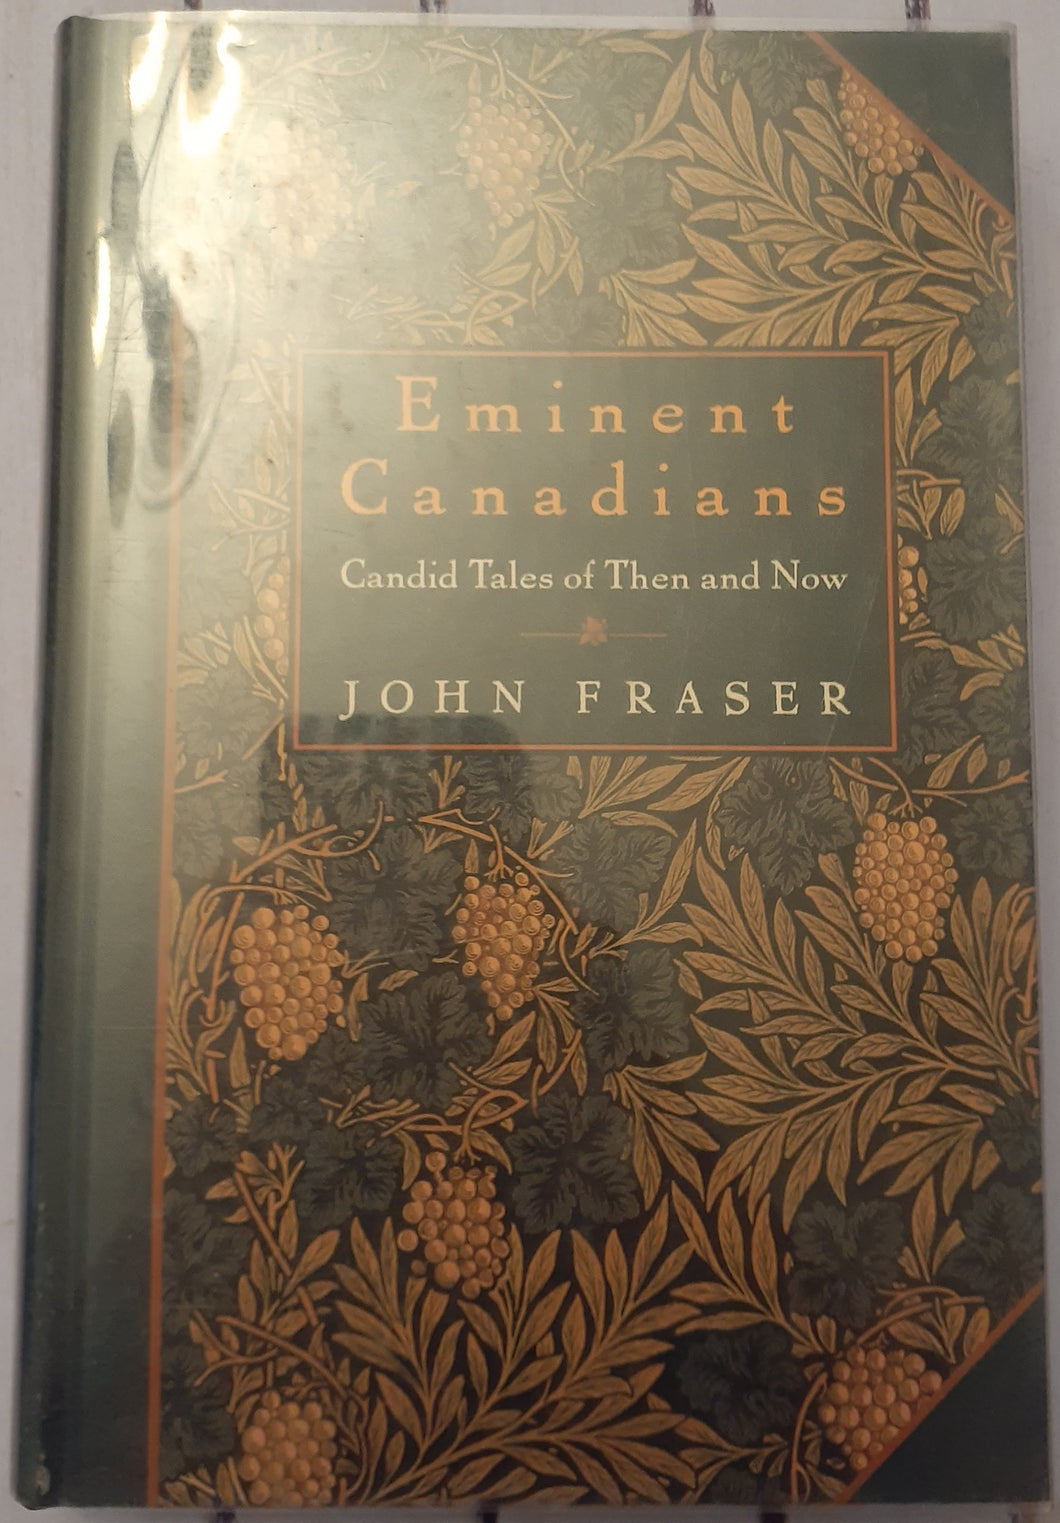 Eminent
Canadians
Candid Tales of Then and Now
JOHN FRASER